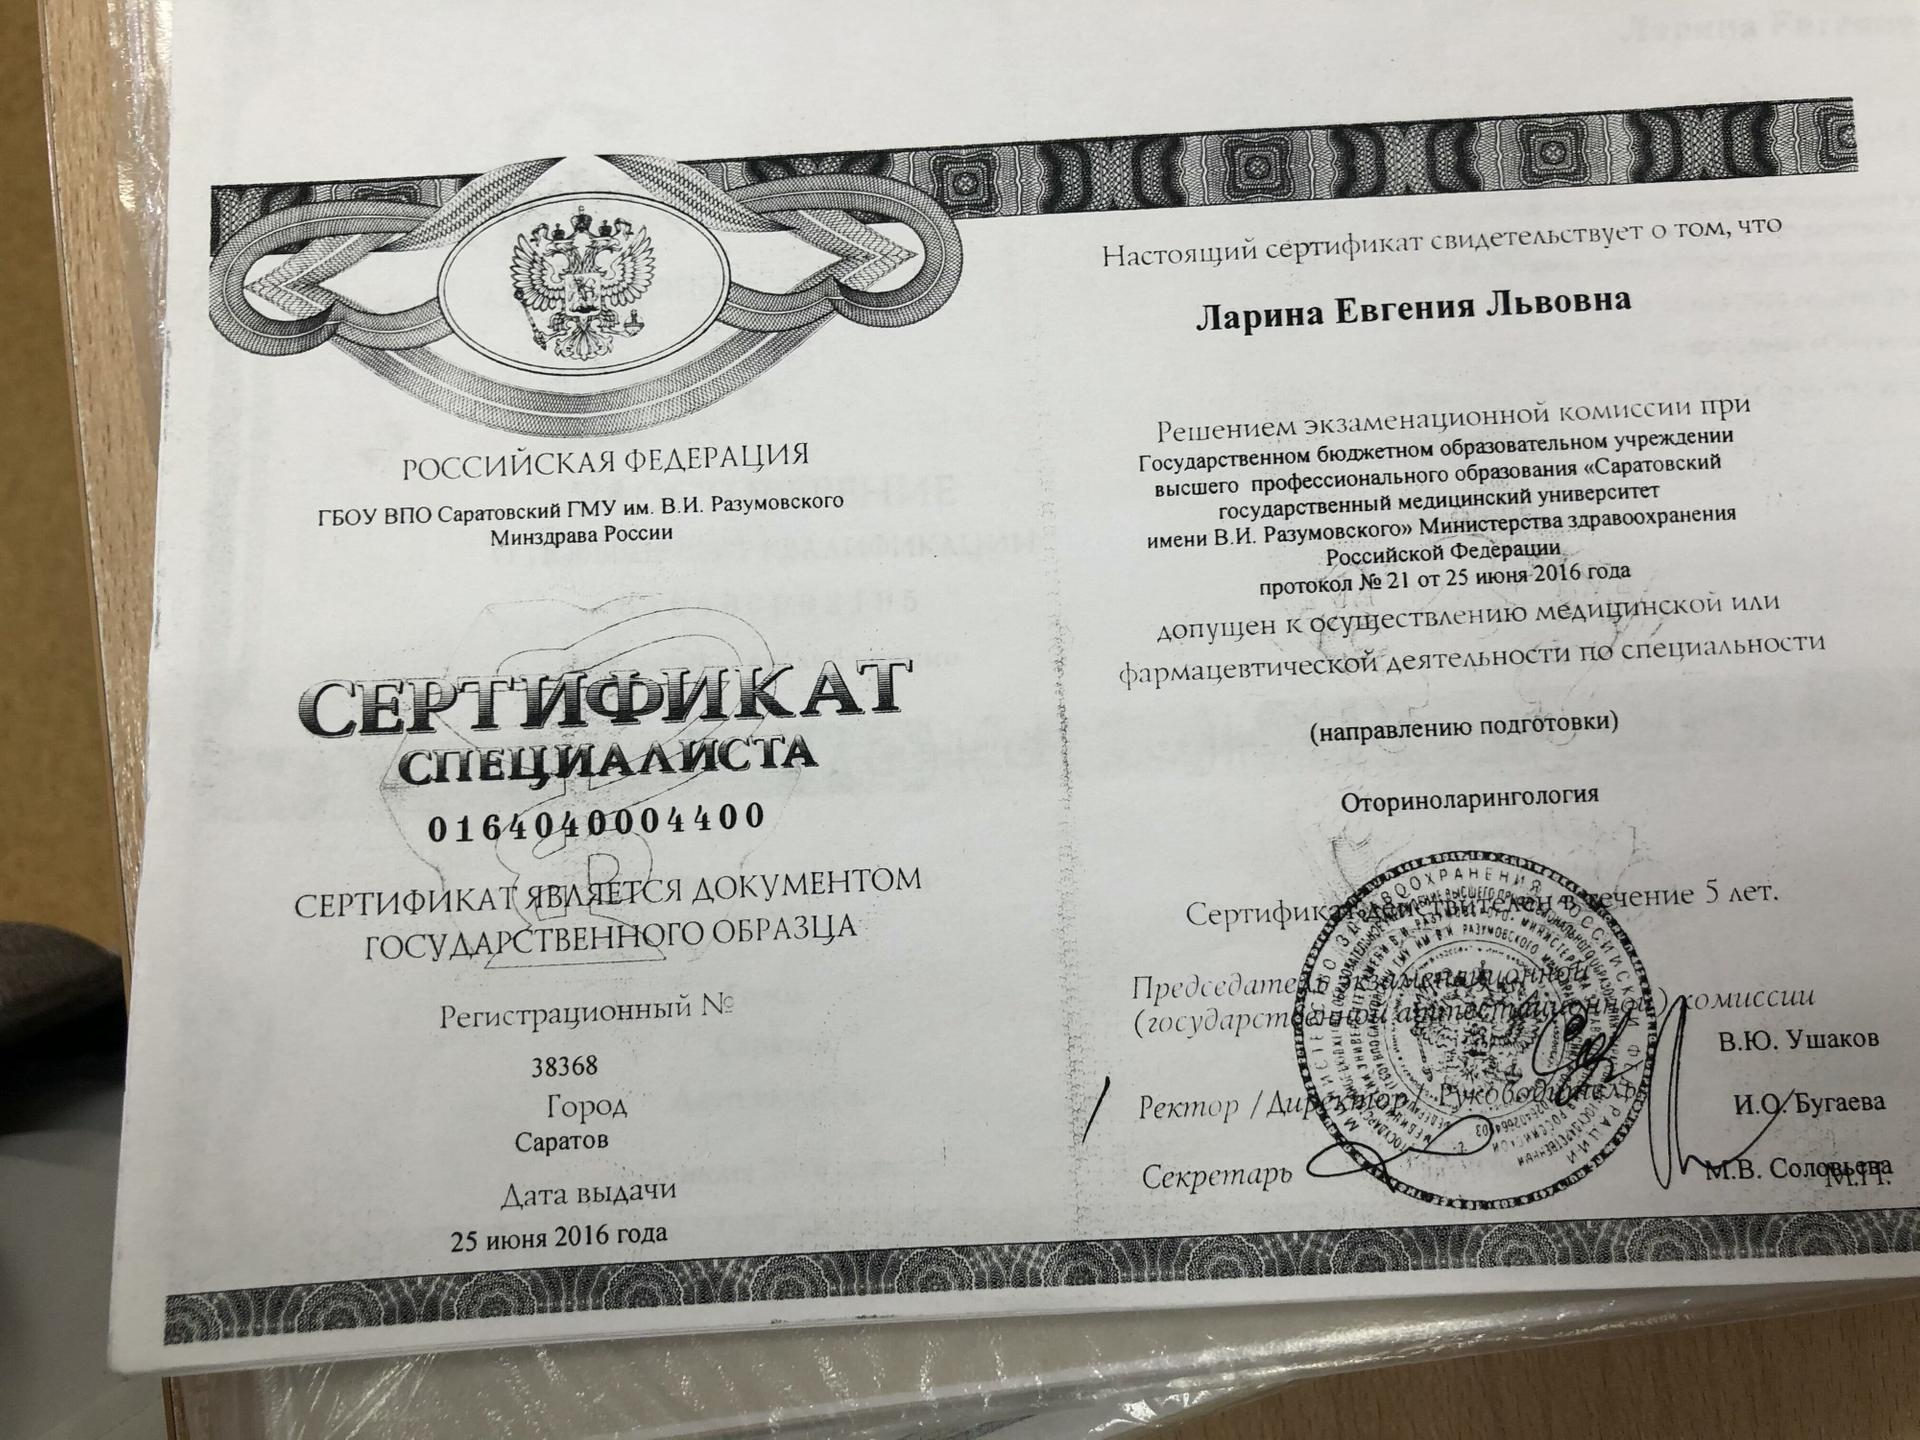 РОССИЙСКАЯ ФЕДЕРАЦИЯ
ГБОУ ВПО Саратовский ГМУ им. В.И. Разумовского
Минздрава России
СЕРТИФИКАТ
СПЕЦИАЛИСТА
0164040004400
СЕРТИФИКАТ ЯВЛЯЕТСЯ ДОКУМЕНТОМ
ГОСУДАРСТВЕННОГО ОБРАЗЦА
Регистрационный №
38368
Город
Саратов
Дата выдачи
25 июня 2016 года
Настоящий сертификат свидетельствует о том, что
Ларина Евгения Львовна
Решением экзаменационной комиссии при
Государственном бюджетном образовательном учреждении
высшего профессионального образования «Саратовский
государственный медицинский университет
имени В.И. Разумовского» Министерства здравоохранения
Российской Федерации
протокол № 21 от 25 июня 2016 года
допущен к осуществлению медицинской или
фармацевтической деятельности по специальности
(направлению подготовки)
Оториноларингология
Сертификат действителен в течение 5 лет.
Председатель экзаменационной
(государственной аттестационной) комиссии
В.Ю. Ушаков
Ректор /Директор/ Руководитель
И.О. Бугаева
Секретарь
М.В. Соловьева
М.П.